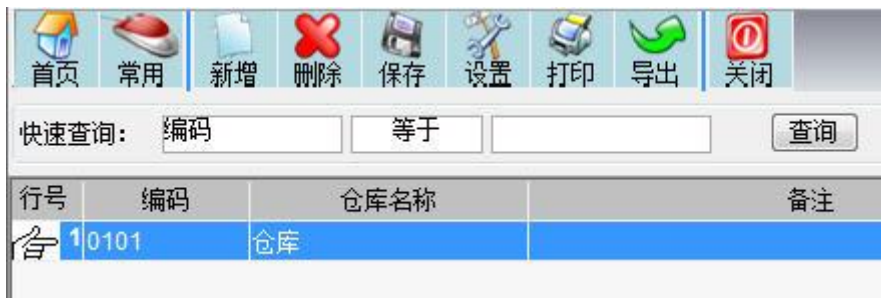 首页 常用 新增 删除 保存 设置 打印 导出 关闭
快速查询： 编码 等于 查询
行号 编码 仓库名称 备注
1 0101 仓库